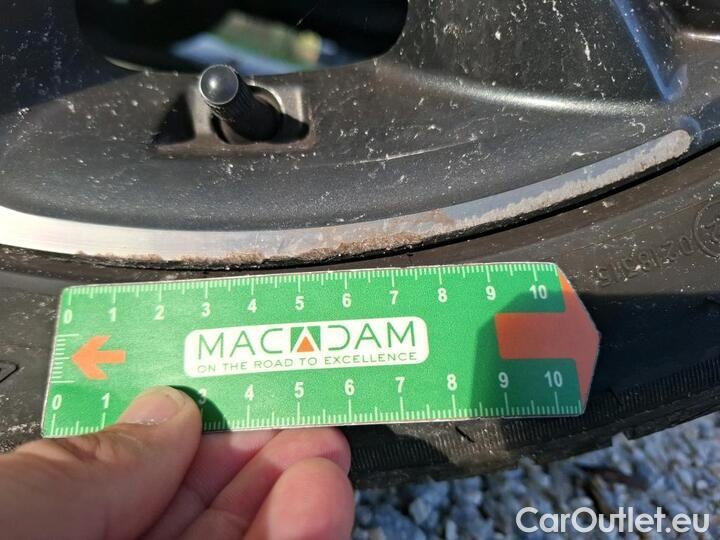 0 1 2 3 4 5 6 7 8 9 10
MACADAM
ON THE ROAD TO EXCELLENCE
0 1 3 4 5 6 7 8 9 10
CarOutlet.eu